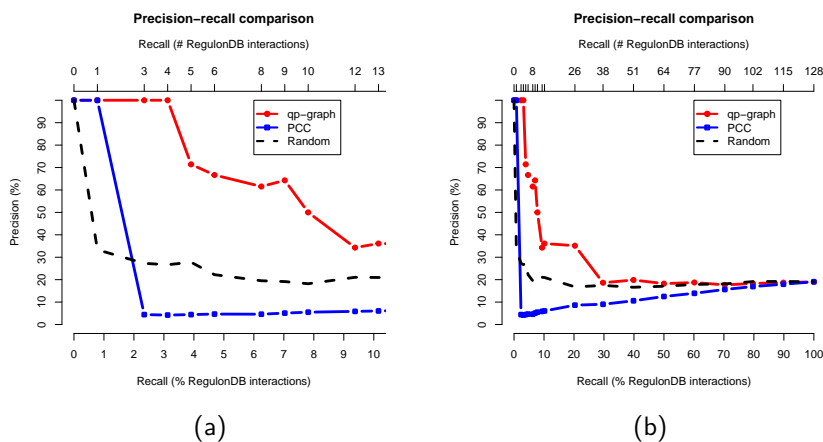 Precision−recall comparison
Recall (# RegulonDB interactions)
0 1 3 4 5 6 8 9 10 12 13
qp−graph
PCC
Random
Precision (%)
0 10 20 30 40 50 60 70 80 90
0 1 2 3 4 5 6 7 8 9 10
Recall (% RegulonDB interactions)
(a)
Precision−recall comparison
Recall (# RegulonDB interactions)
0 8 26 38 51 64 77 90 103 115 128
qp−graph
PCC
Random
Precision (%)
0 10 20 30 40 50 60 70 80 90
0 10 20 30 40 50 60 70 80 90 100
Recall (% RegulonDB interactions)
(b)